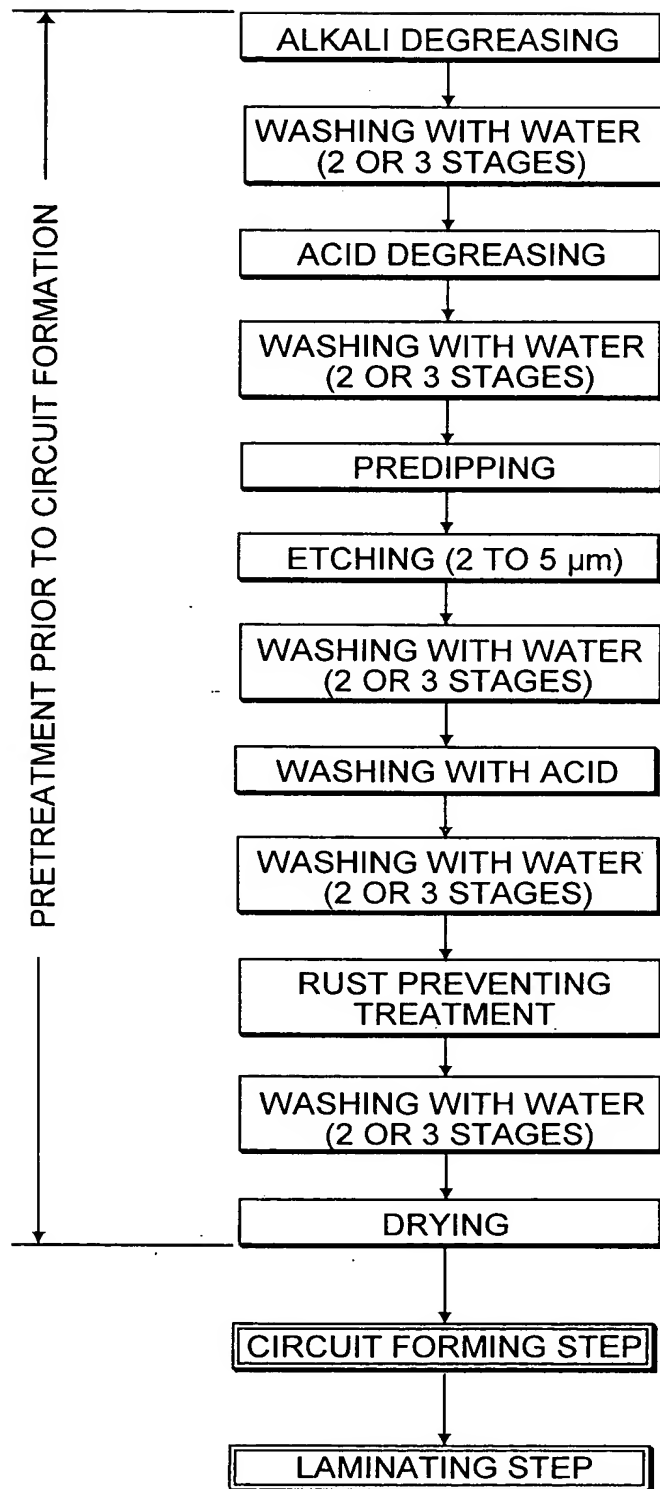 PRETREATMENT PRIOR TO CIRCUIT FORMATION
ALKALI DEGREASING
WASHING WITH WATER
(2 OR 3 STAGES)
ACID DEGREASING
WASHING WITH WATER
(2 OR 3 STAGES)
PREDIPPING
ETCHING (2 TO 5 µm)
WASHING WITH WATER
(2 OR 3 STAGES)
WASHING WITH ACID
WASHING WITH WATER
(2 OR 3 STAGES)
RUST PREVENTING
TREATMENT
WASHING WITH WATER
(2 OR 3 STAGES)
DRYING
CIRCUIT FORMING STEP
LAMINATING STEP